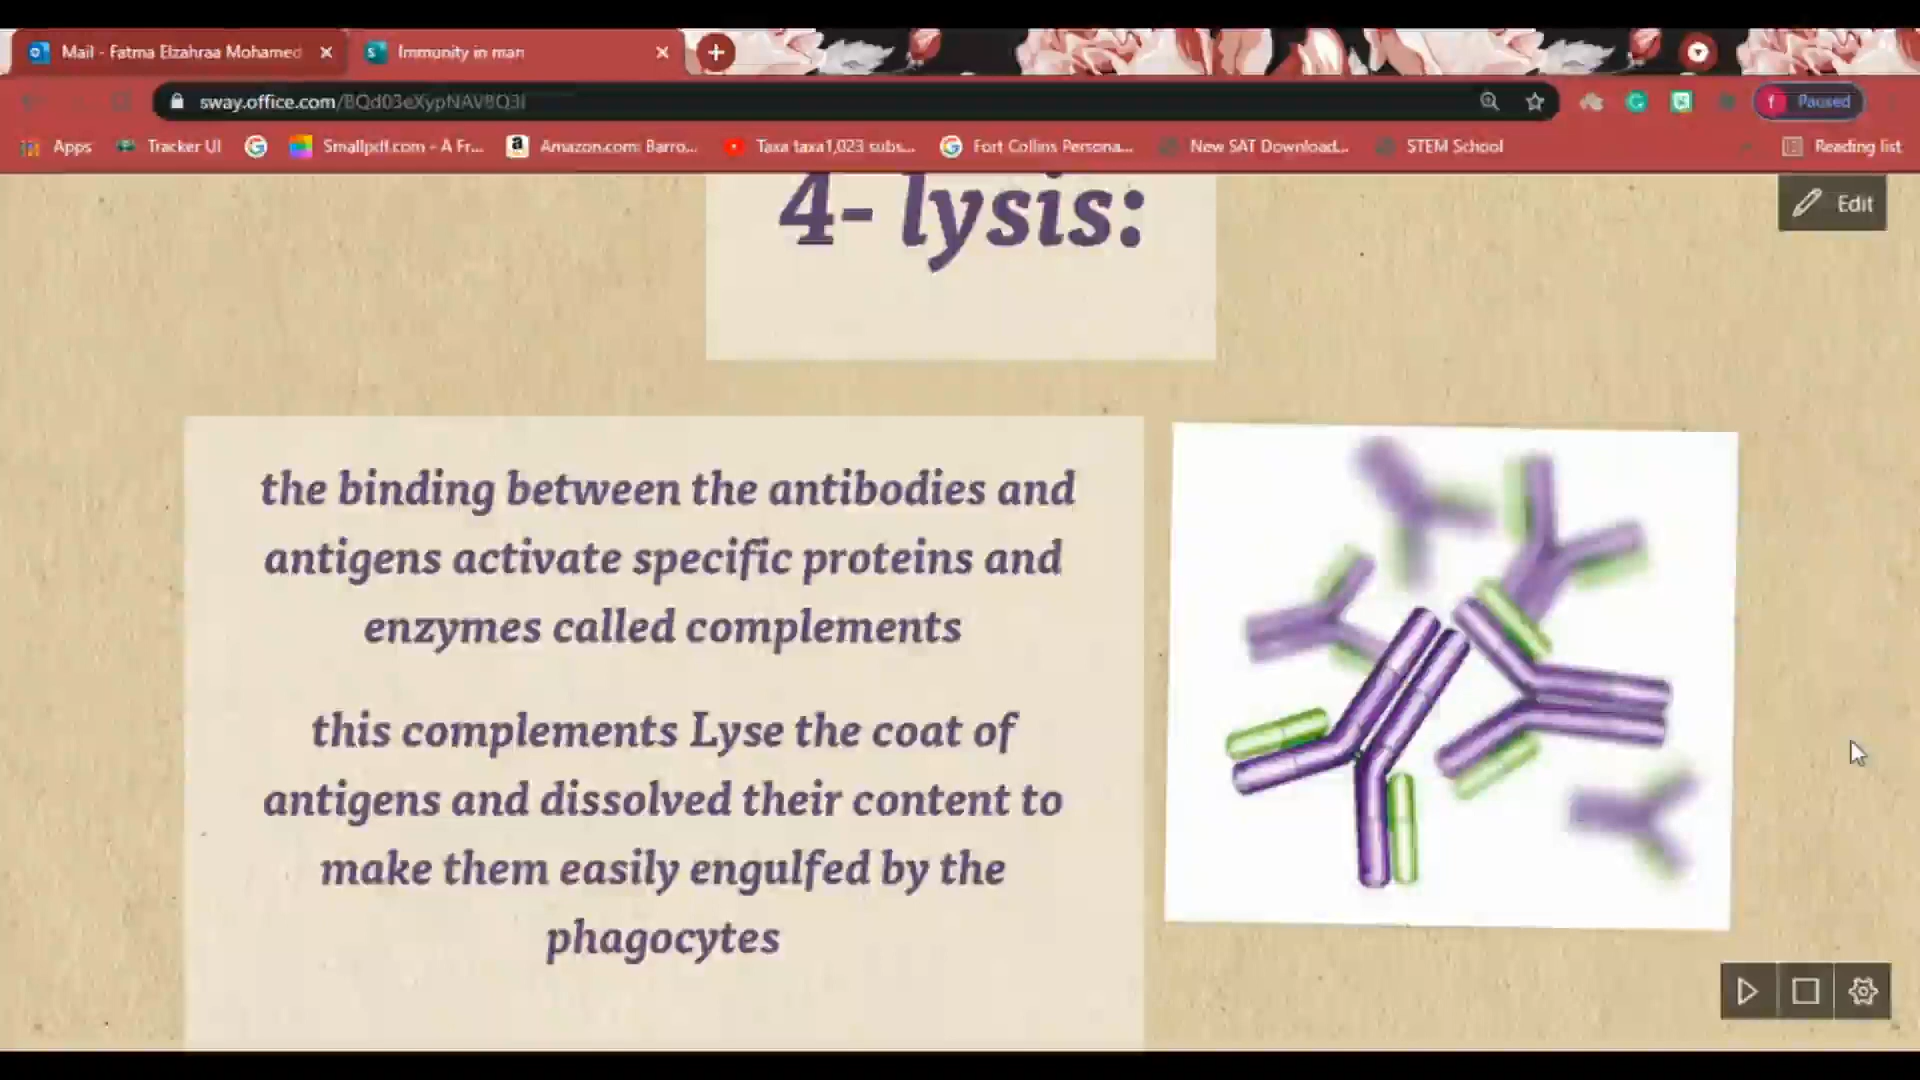 Mail - Fatma Elzahraa Mohamed
Immunity in man
sway.office.com/BQd03eXypNAV8Q3l
f Paused
Apps
Tracker UI
Smallpdf.com - A Fr...
Amazon.com: Barro...
Taxa taxa1,023 subs...
Fort Collins Persona...
New SAT Download...
STEM School
Reading list
4- lysis:
Edit
the binding between the antibodies and
antigens activate specific proteins and
enzymes called complements
this complements Lyse the coat of
antigens and dissolved their content to
make them easily engulfed by the
phagocytes